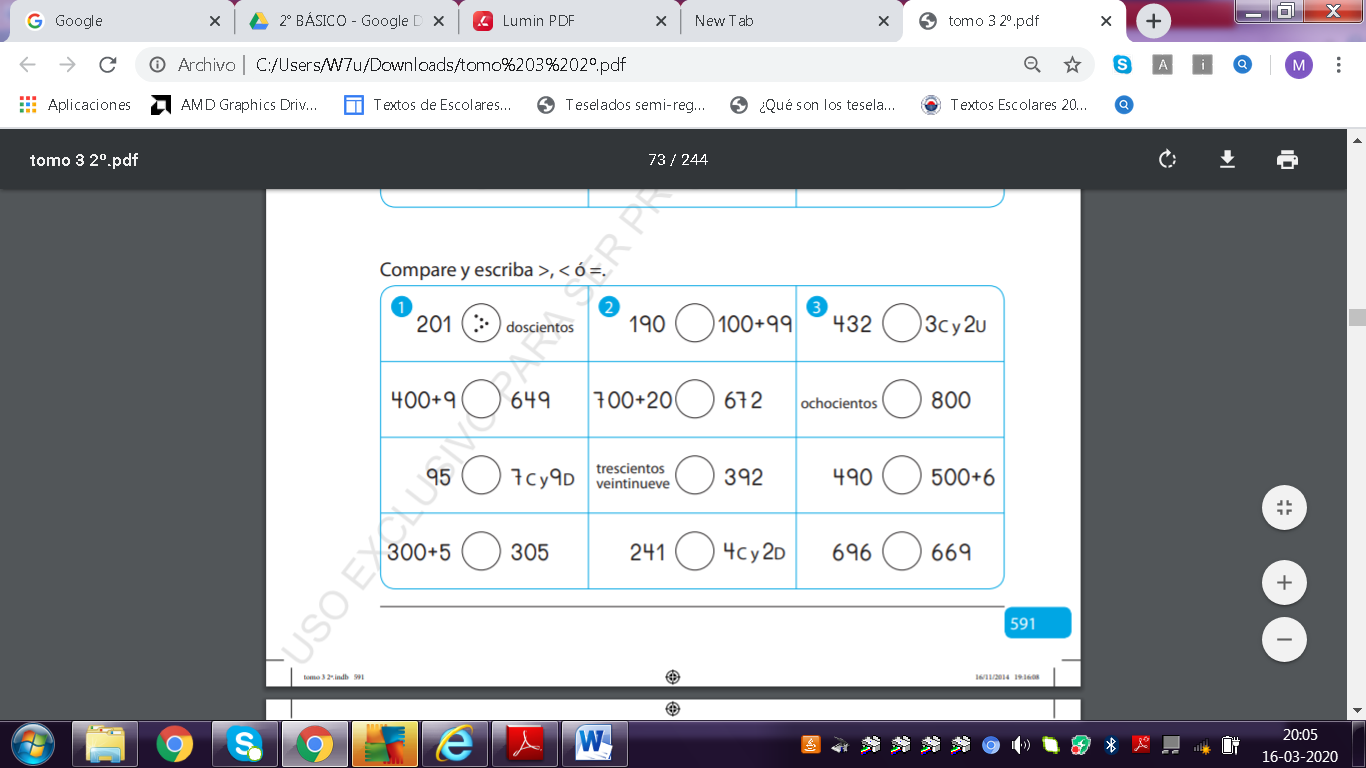 Google
2° BÁSICO - Google D
Lumin PDF
New Tab
tomo 3 2º.pdf
Archivo | C:/Users/W7u/Downloads/tomo%203%202º.pdf
M
Aplicaciones
AMD Graphics Driv...
Textos de Escolares...
Teselados semi-reg...
¿Qué son los tesela...
Textos Escolares 20...
tomo 3 2º.pdf
73 / 244
Compare y escriba >, < ó =.
1 201 > doscientos
2 190 100+99
3 432 3C y 2U
400+9 649
700+20 672
ochocientos 800
95 7C y 9D
trescientos
veintinueve 392
490 500+6
300+5 305
241 4C y 2D
696 669
USO EXCLUSIVO PARA SER PR
591
tomo 3 2º.indb 591
16/11/2014 19:16:08
20:05
16-03-2020